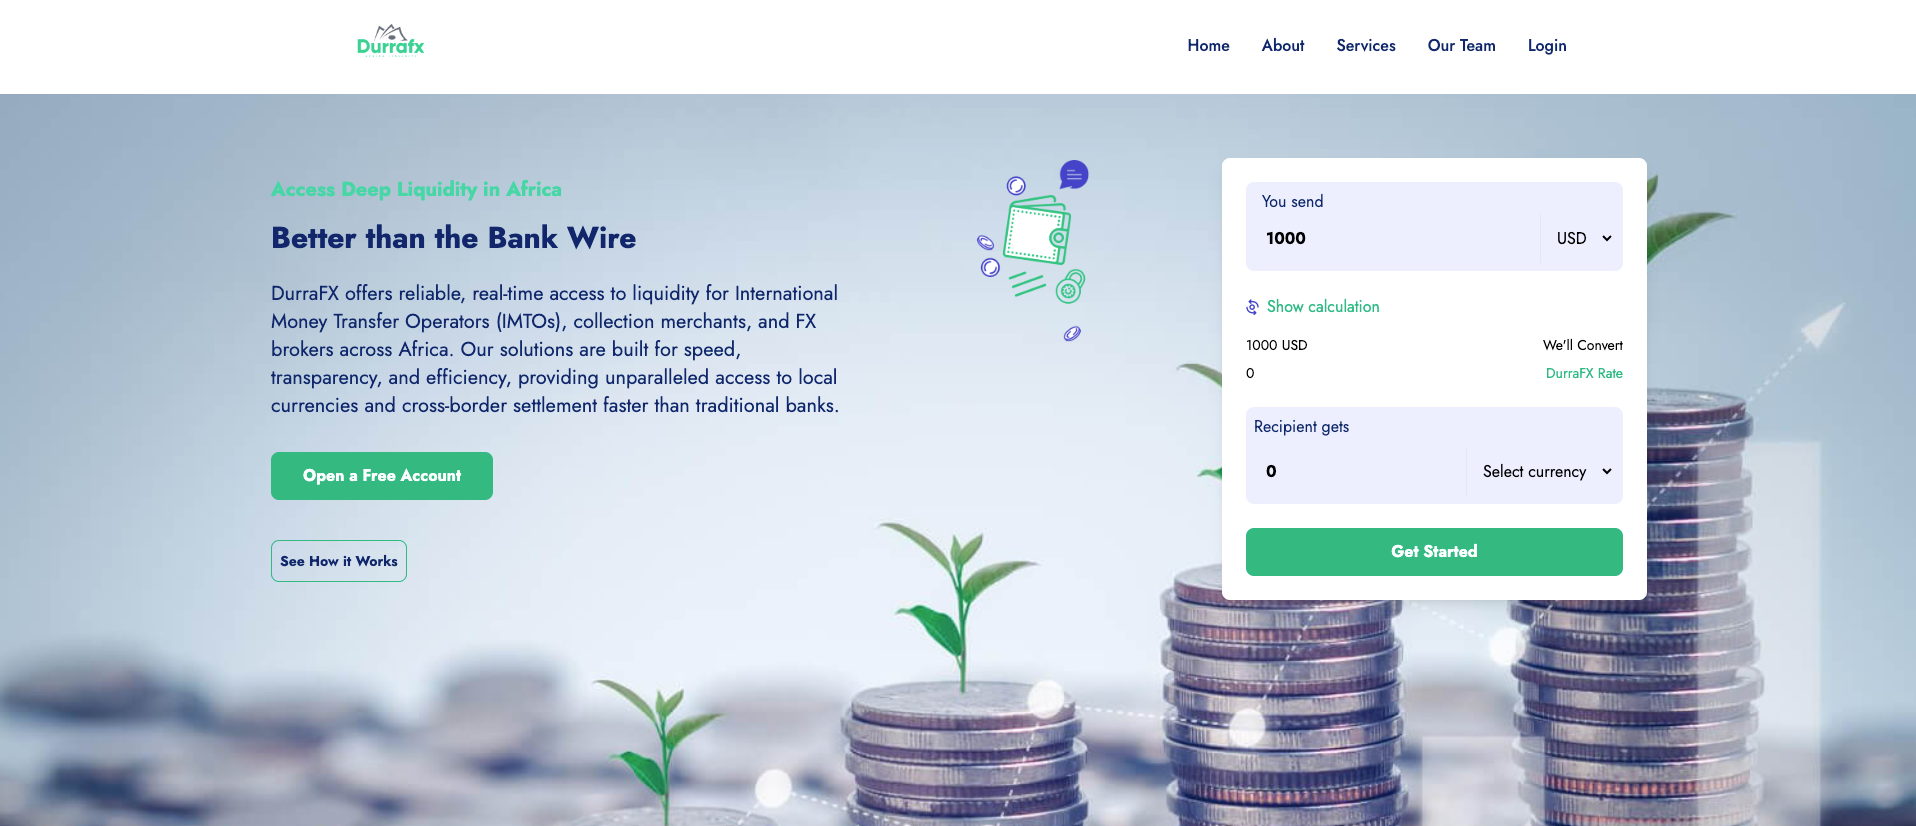 Durrafx
Home
About
Services
Our Team
Login
Access Deep Liquidity in Africa
Better than the Bank Wire
DurraFX offers reliable, real-time access to liquidity for International
Money Transfer Operators (IMTOs), collection merchants, and FX
brokers across Africa. Our solutions are built for speed,
transparency, and efficiency, providing unparalleled access to local
currencies and cross-border settlement faster than traditional banks.
Open a Free Account
See How it Works
You send
1000
USD
Show calculation
1000 USD
We'll Convert
0
DurraFX Rate
Recipient gets
0
Select currency
Get Started